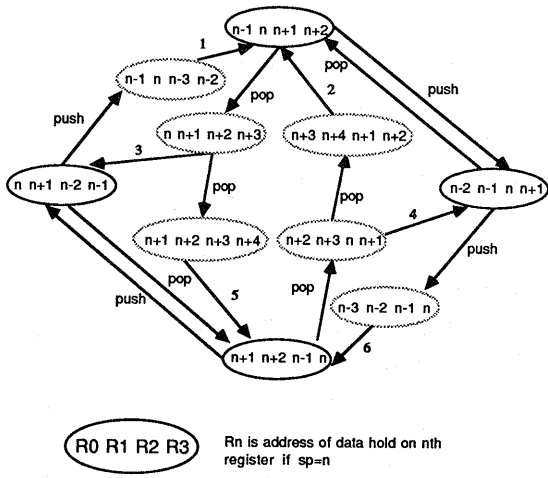 n-1 n n+1 n+2
1
n-1 n n-3 n-2
pop
pop
2
push
push
n n+1 n+2 n+3
n+3 n+4 n+1 n+2
3
n n+1 n-2 n-1
pop
pop
n-2 n-1 n n+1
4
n+1 n+2 n+3 n+4
n+2 n+3 n n+1
push
pop
5
pop
push
n-3 n-2 n-1 n
6
n+1 n+2 n-1 n
R0 R1 R2 R3
Rn is address of data hold on nth
register if sp=n